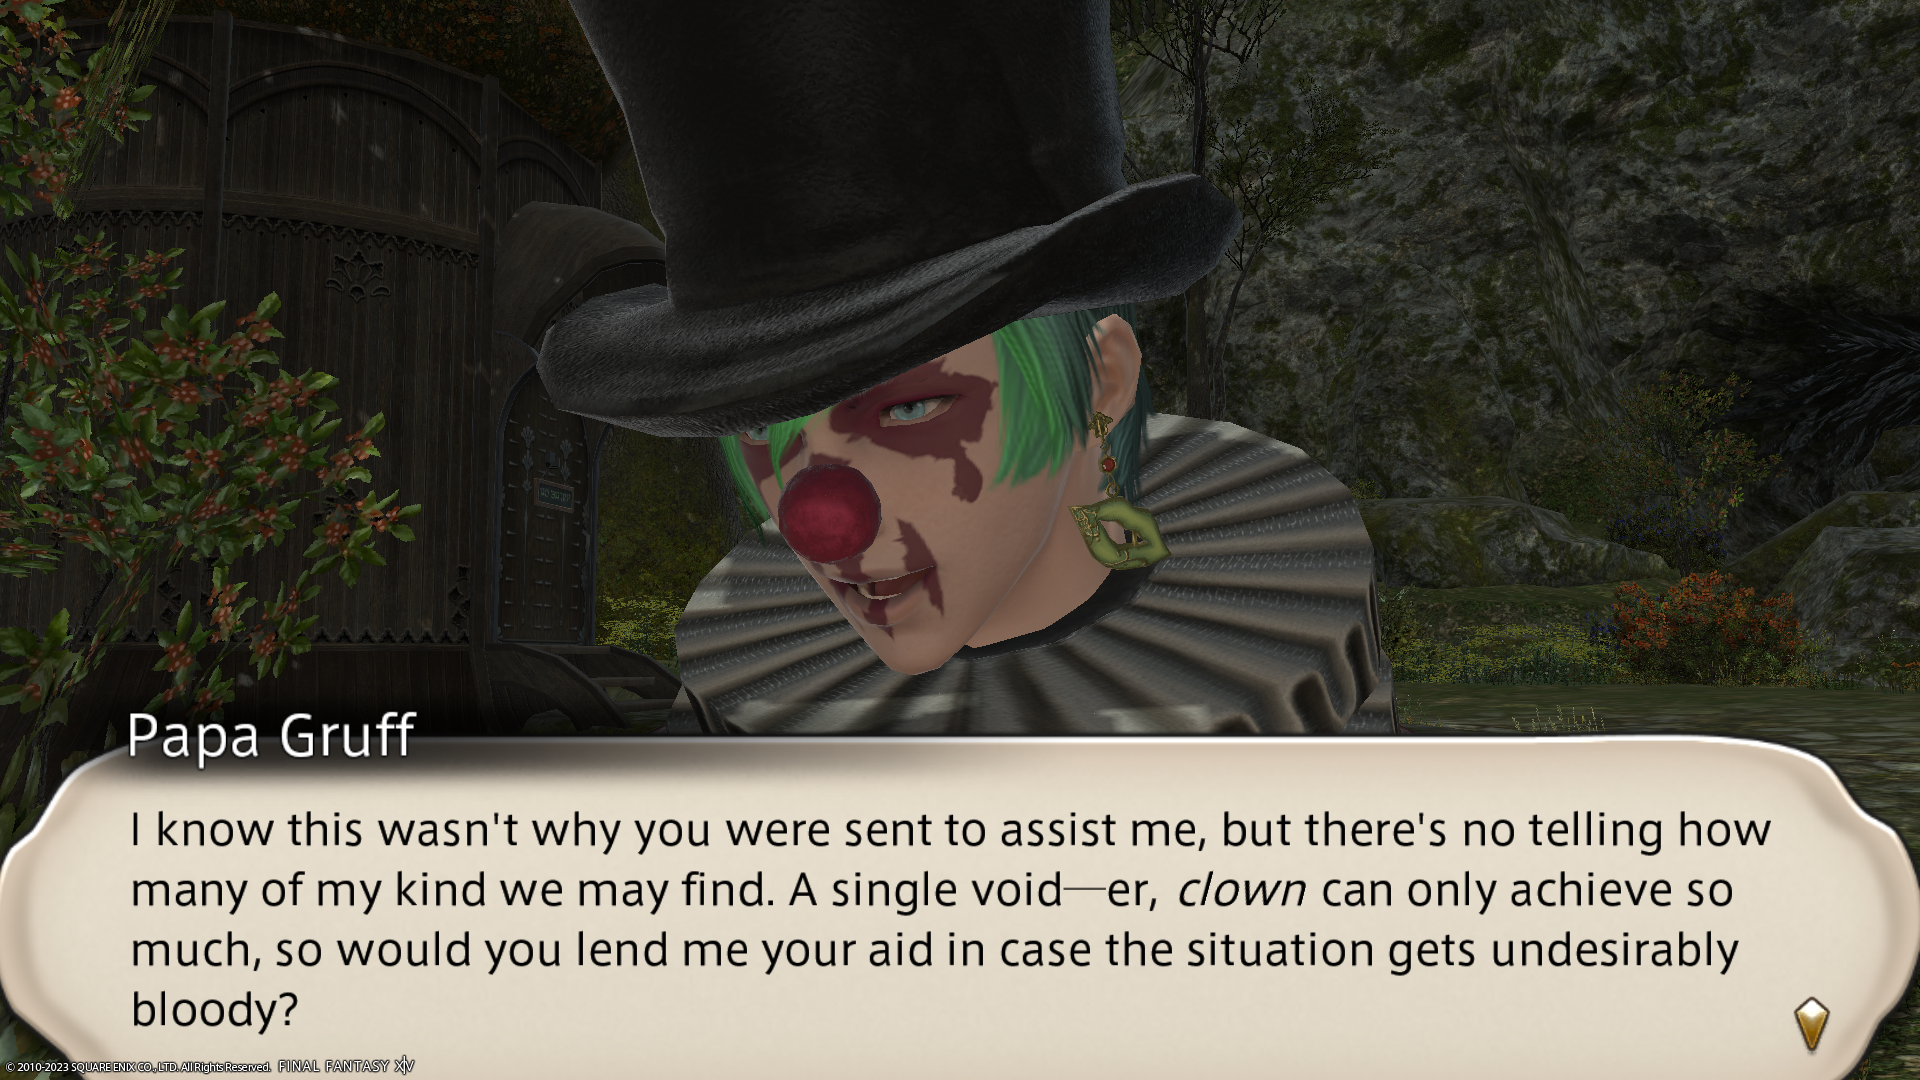 Papa Gruff
I know this wasn't why you were sent to assist me, but there's no telling how
many of my kind we may find. A single void—er, clown can only achieve so
much, so would you lend me your aid in case the situation gets undesirably
bloody?
© 2010-2023 SQUARE ENIX CO., LTD. All Rights Reserved. FINAL FANTASY XIV